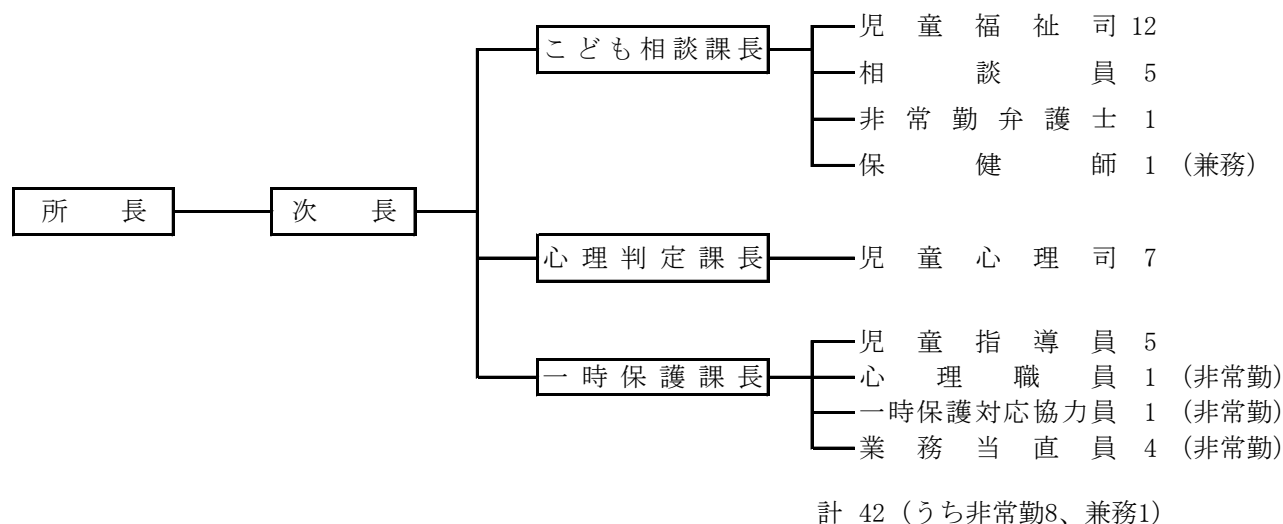 所長
次長
こども相談課長
児童福祉司 12
相談員 5
非常勤弁護士 1
保健師 1 (兼務)
心理判定課長
児童心理司 7
一時保護課長
児童指導員 5
心理職員 1 (非常勤)
一時保護対応協力員 1 (非常勤)
業務当直員 4 (非常勤)
計 42 (うち非常勤8、兼務1)